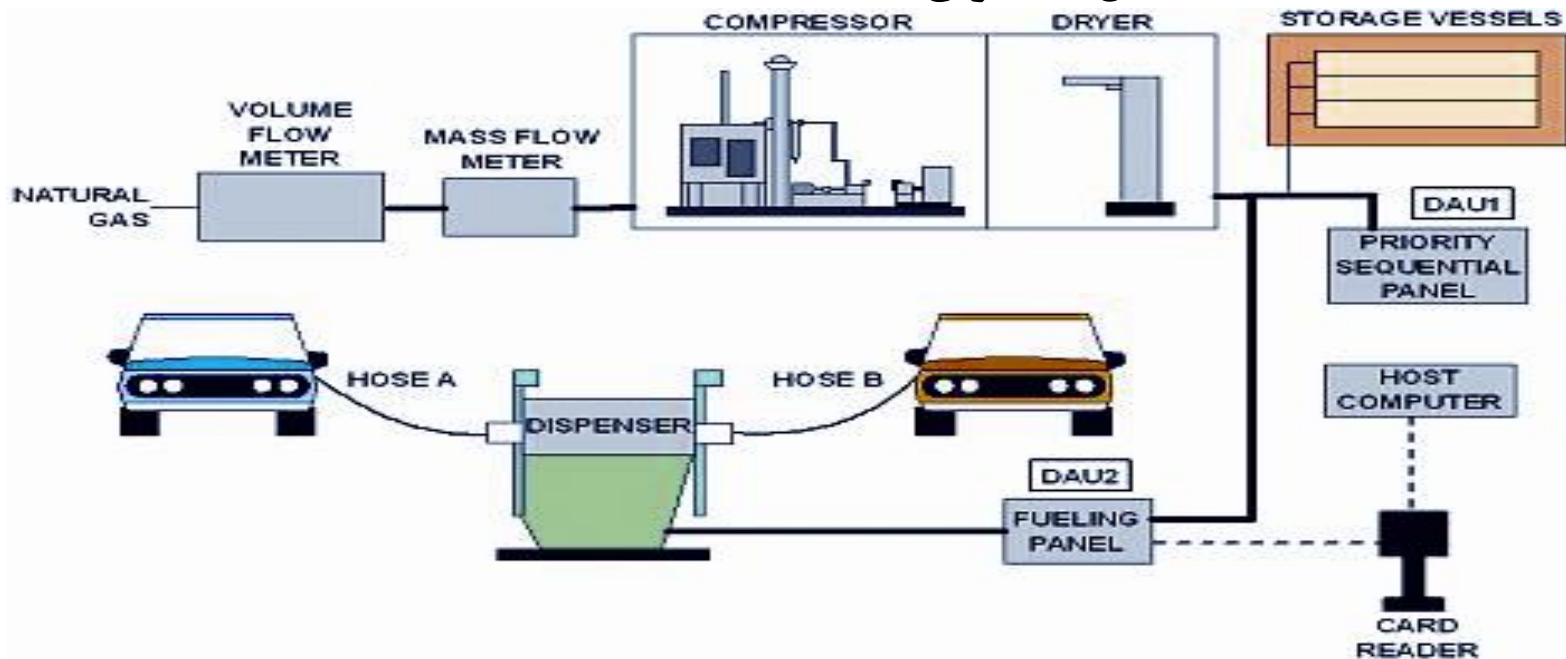 COMPRESSOR
DRYER
STORAGE VESSELS
VOLUME
FLOW
METER
MASS FLOW
METER
NATURAL
GAS
DAU1
PRIORITY
SEQUENTIAL
PANEL
HOSE A
HOSE B
HOST
COMPUTER
DISPENSER
DAU2
FUELING
PANEL
CARD
READER